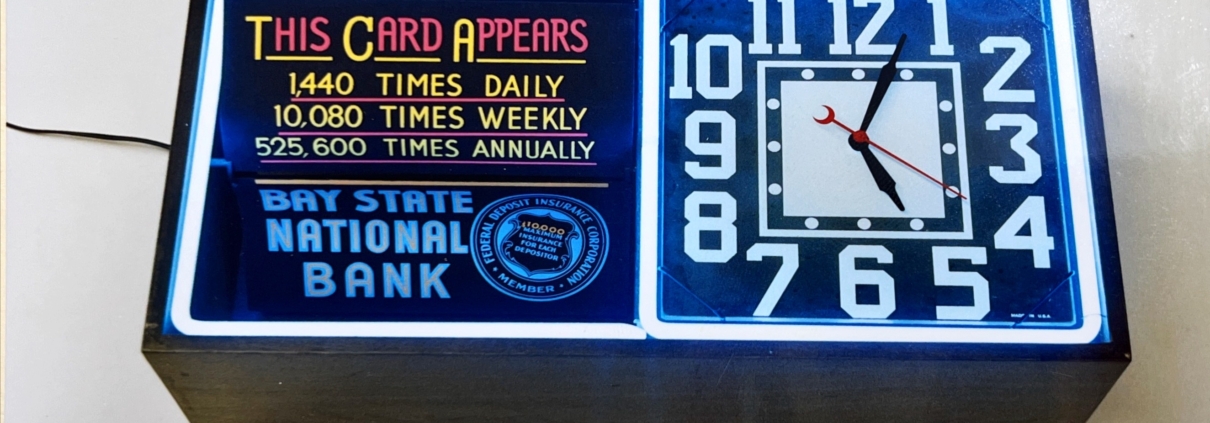 THIS CARD APPEARS
1,440 TIMES DAILY
10,080 TIMES WEEKLY
525,600 TIMES ANNUALLY
BAY STATE
NATIONAL
BANK
FEDERAL DEPOSIT INSURANCE CORPORATION
$10,000
MAXIMUM
INSURANCE
FOR EACH
DEPOSITOR
• MEMBER •
11 12 1
10 2
9 3
8 4
7 6 5
MADE IN U.S.A.